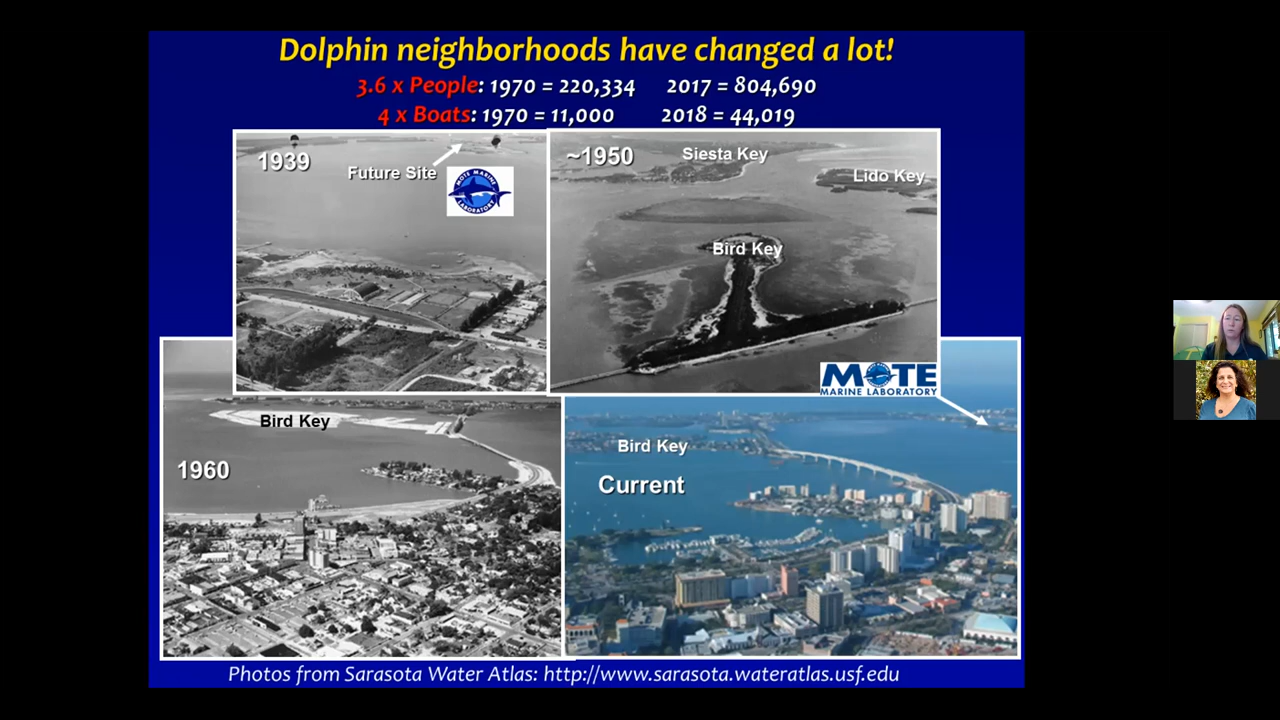 Dolphin neighborhoods have changed a lot!
3.6 x People: 1970 = 220,334 2017 = 804,690
4 x Boats: 1970 = 11,000 2018 = 44,019
1939
Future Site
MOTE MARINE
LABORATORY
~1950
Siesta Key
Lido Key
Bird Key
MOTE
MARINE LABORATORY
Bird Key
1960
Bird Key
Current
Photos from Sarasota Water Atlas: http://www.sarasota.wateratlas.usf.edu